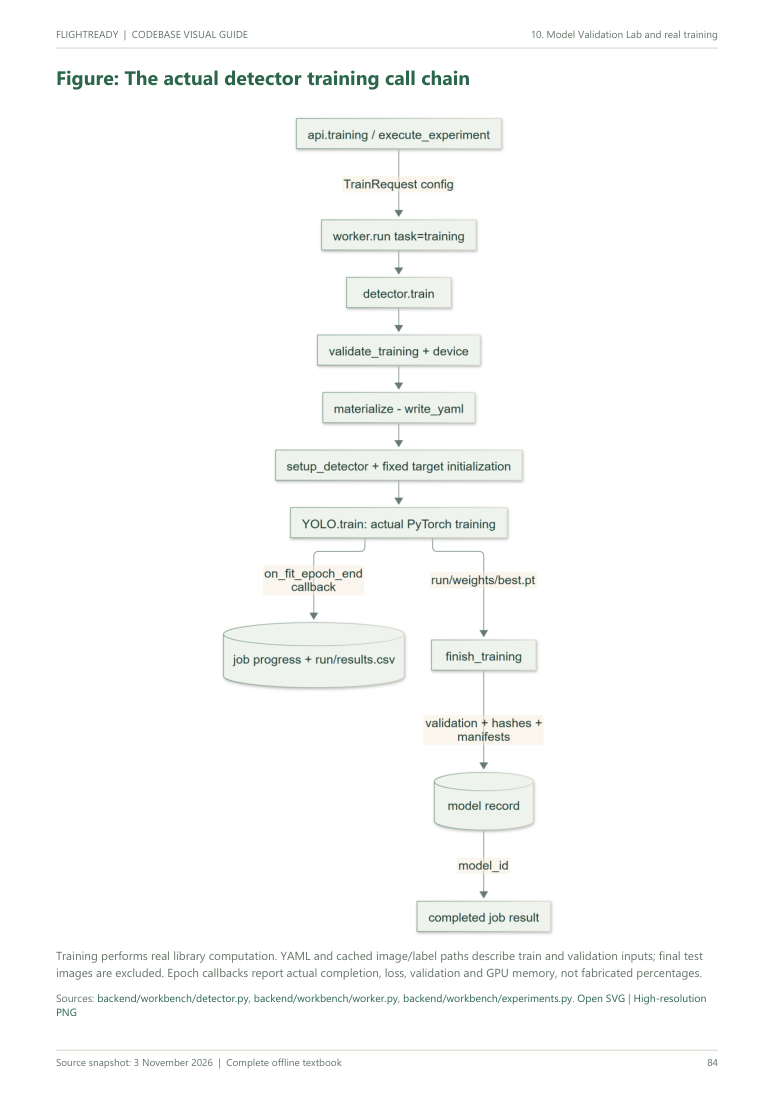 FLIGHTREADY | CODEBASE VISUAL GUIDE
10. Model Validation Lab and real training
Figure: The actual detector training call chain
api.training / execute_experiment
TrainRequest config
worker.run task=training
detector.train
validate_training + device
materialize - write_yaml
setup_detector + fixed target initialization
YOLO.train: actual PyTorch training
on_fit_epoch_end
callback
run/weights/best.pt
job progress + run/results.csv
finish_training
validation + hashes +
manifests
model record
model_id
completed job result
Training performs real library computation. YAML and cached image/label paths describe train and validation inputs; final test
images are excluded. Epoch callbacks report actual completion, loss, validation and GPU memory, not fabricated percentages.
Sources: backend/workbench/detector.py, backend/workbench/worker.py, backend/workbench/experiments.py. Open SVG | High-resolution
PNG
Source snapshot: 3 November 2026 | Complete offline textbook
84